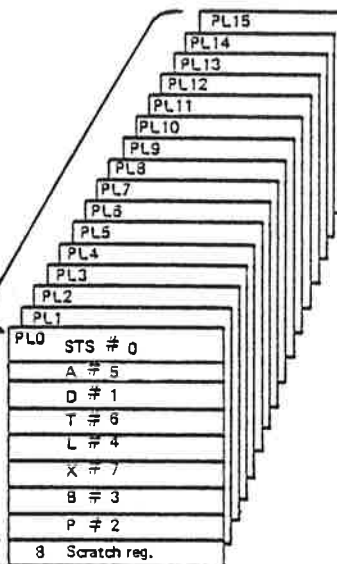 PL15
PL14
PL13
PL12
PL11
PL10
PL9
PL8
PL7
PL6
PL5
PL4
PL3
PL2
PL1
PL0
STS # 0
A # 5
D # 1
T # 6
L # 4
X # 7
B # 3
P # 2
8 Scratch reg.